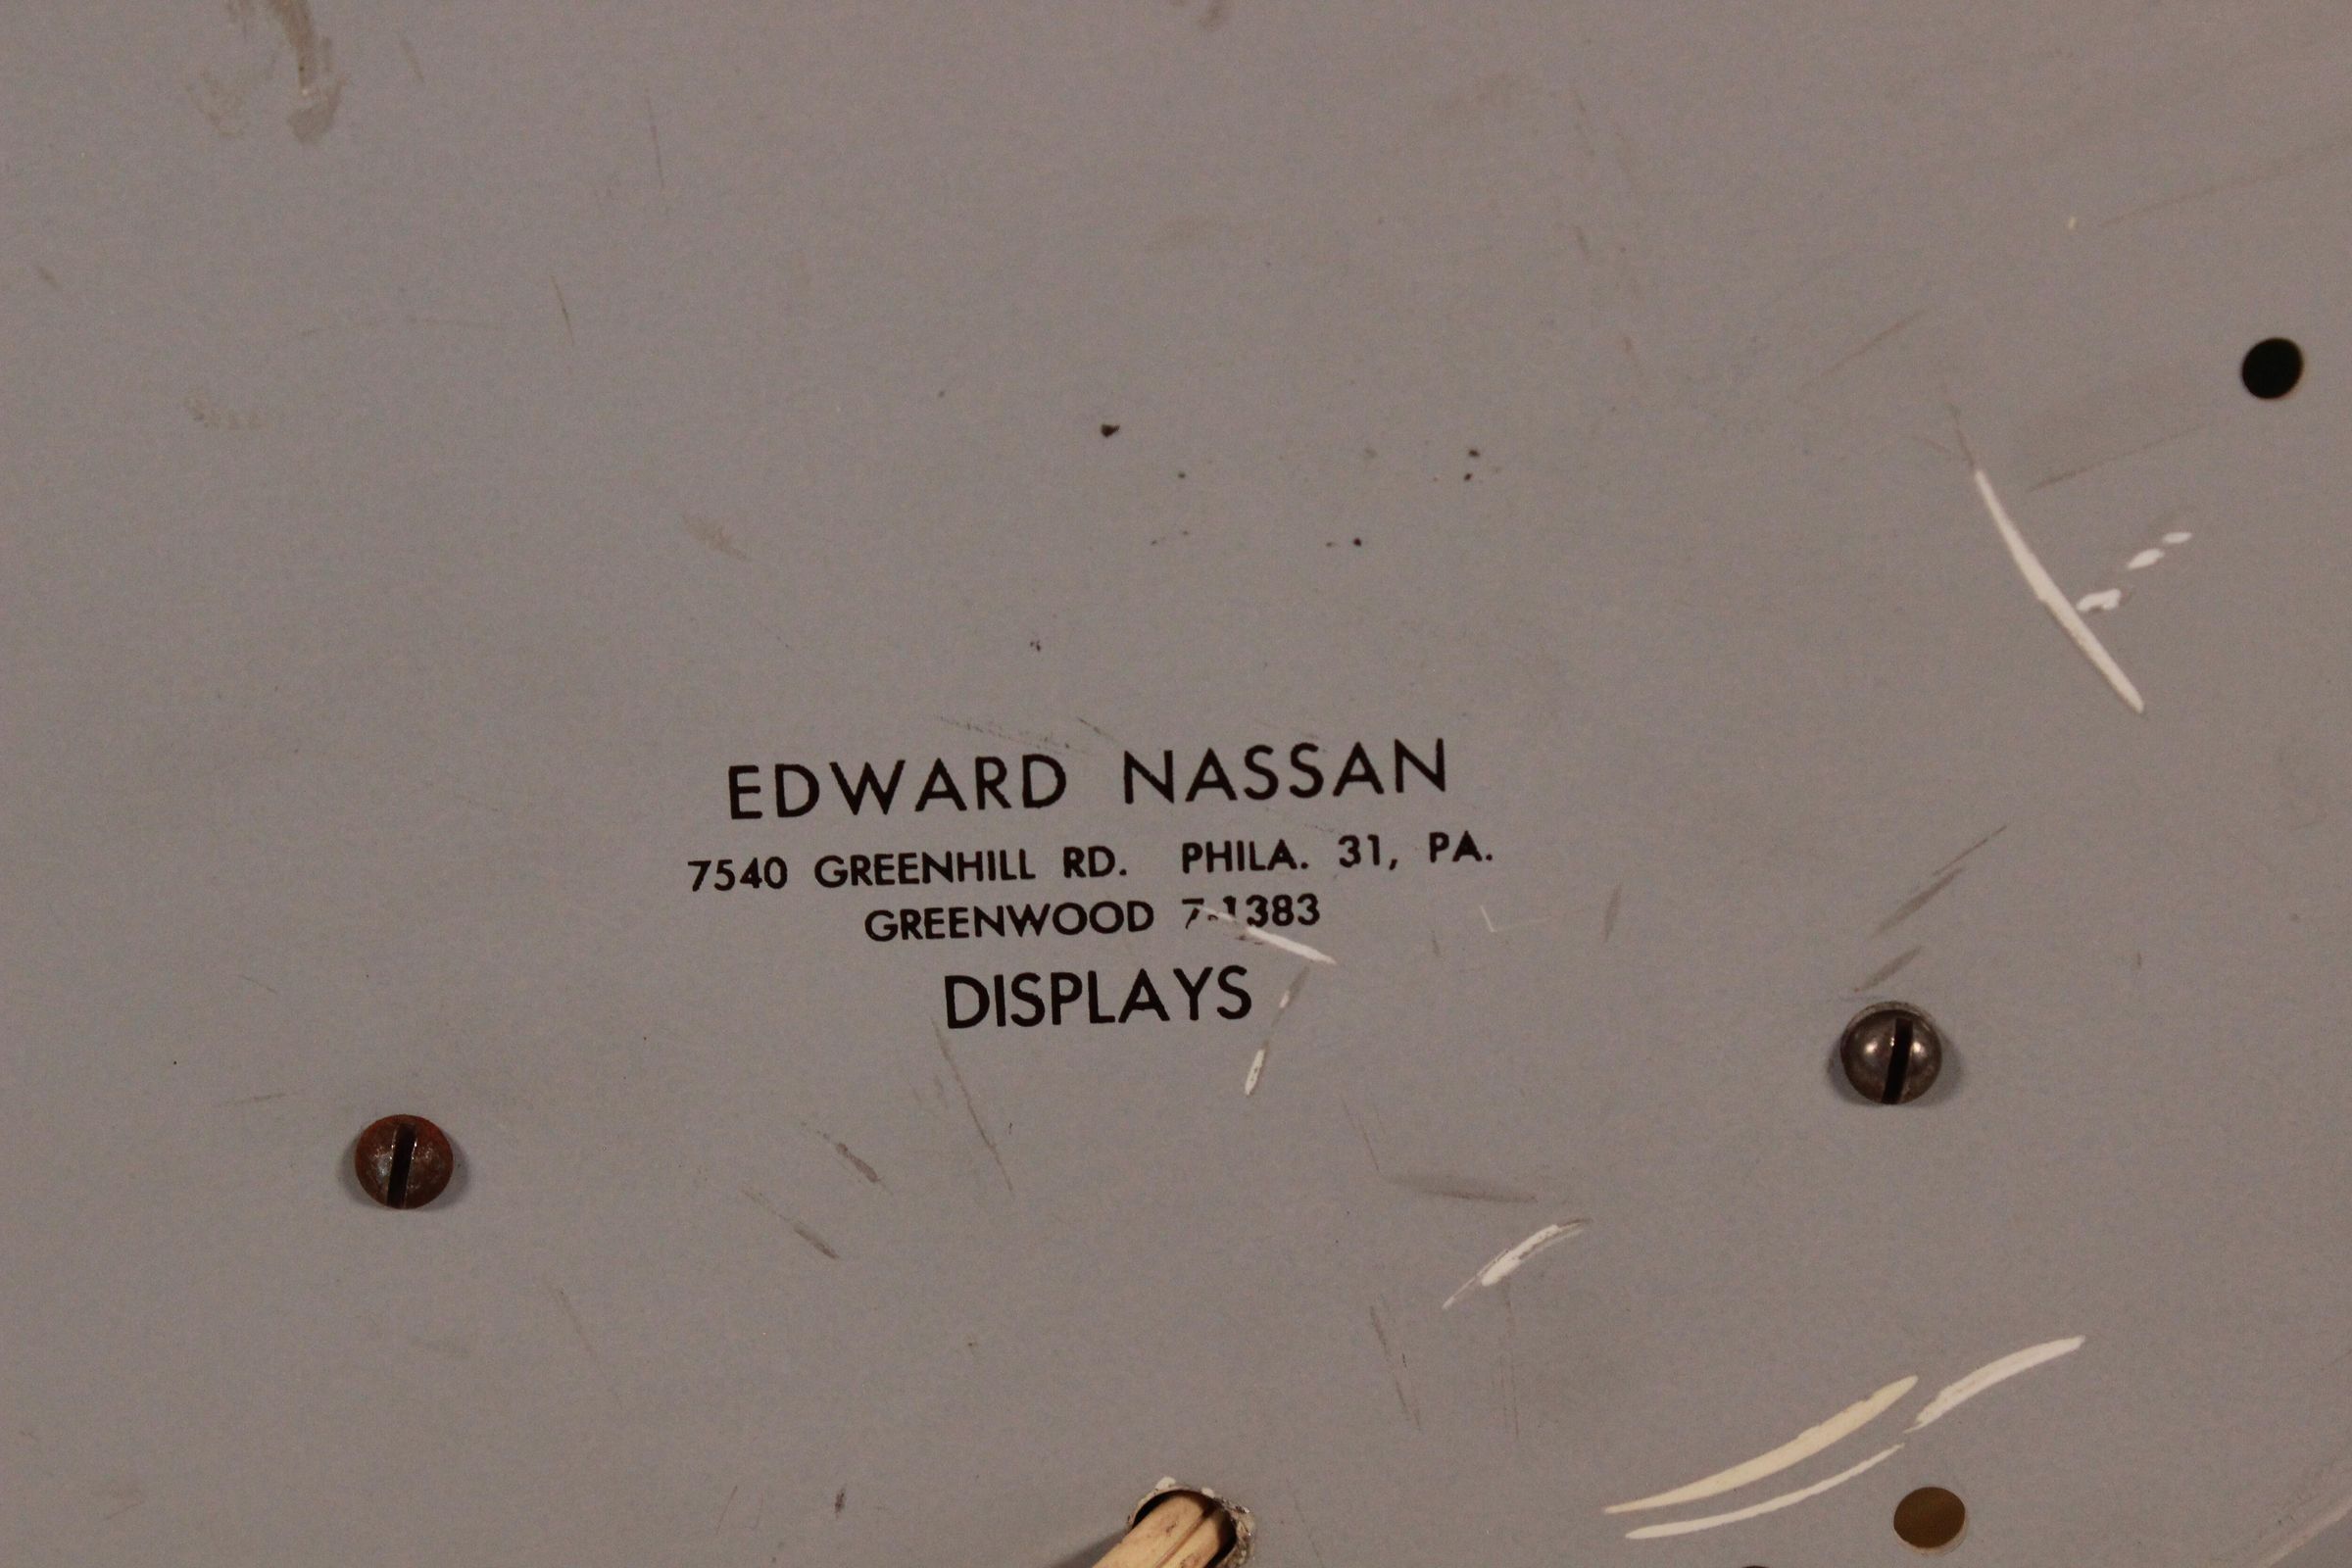 EDWARD NASSAN
7540 GREENHILL RD. PHILA. 31, PA.
GREENWOOD 7-1383
DISPLAYS